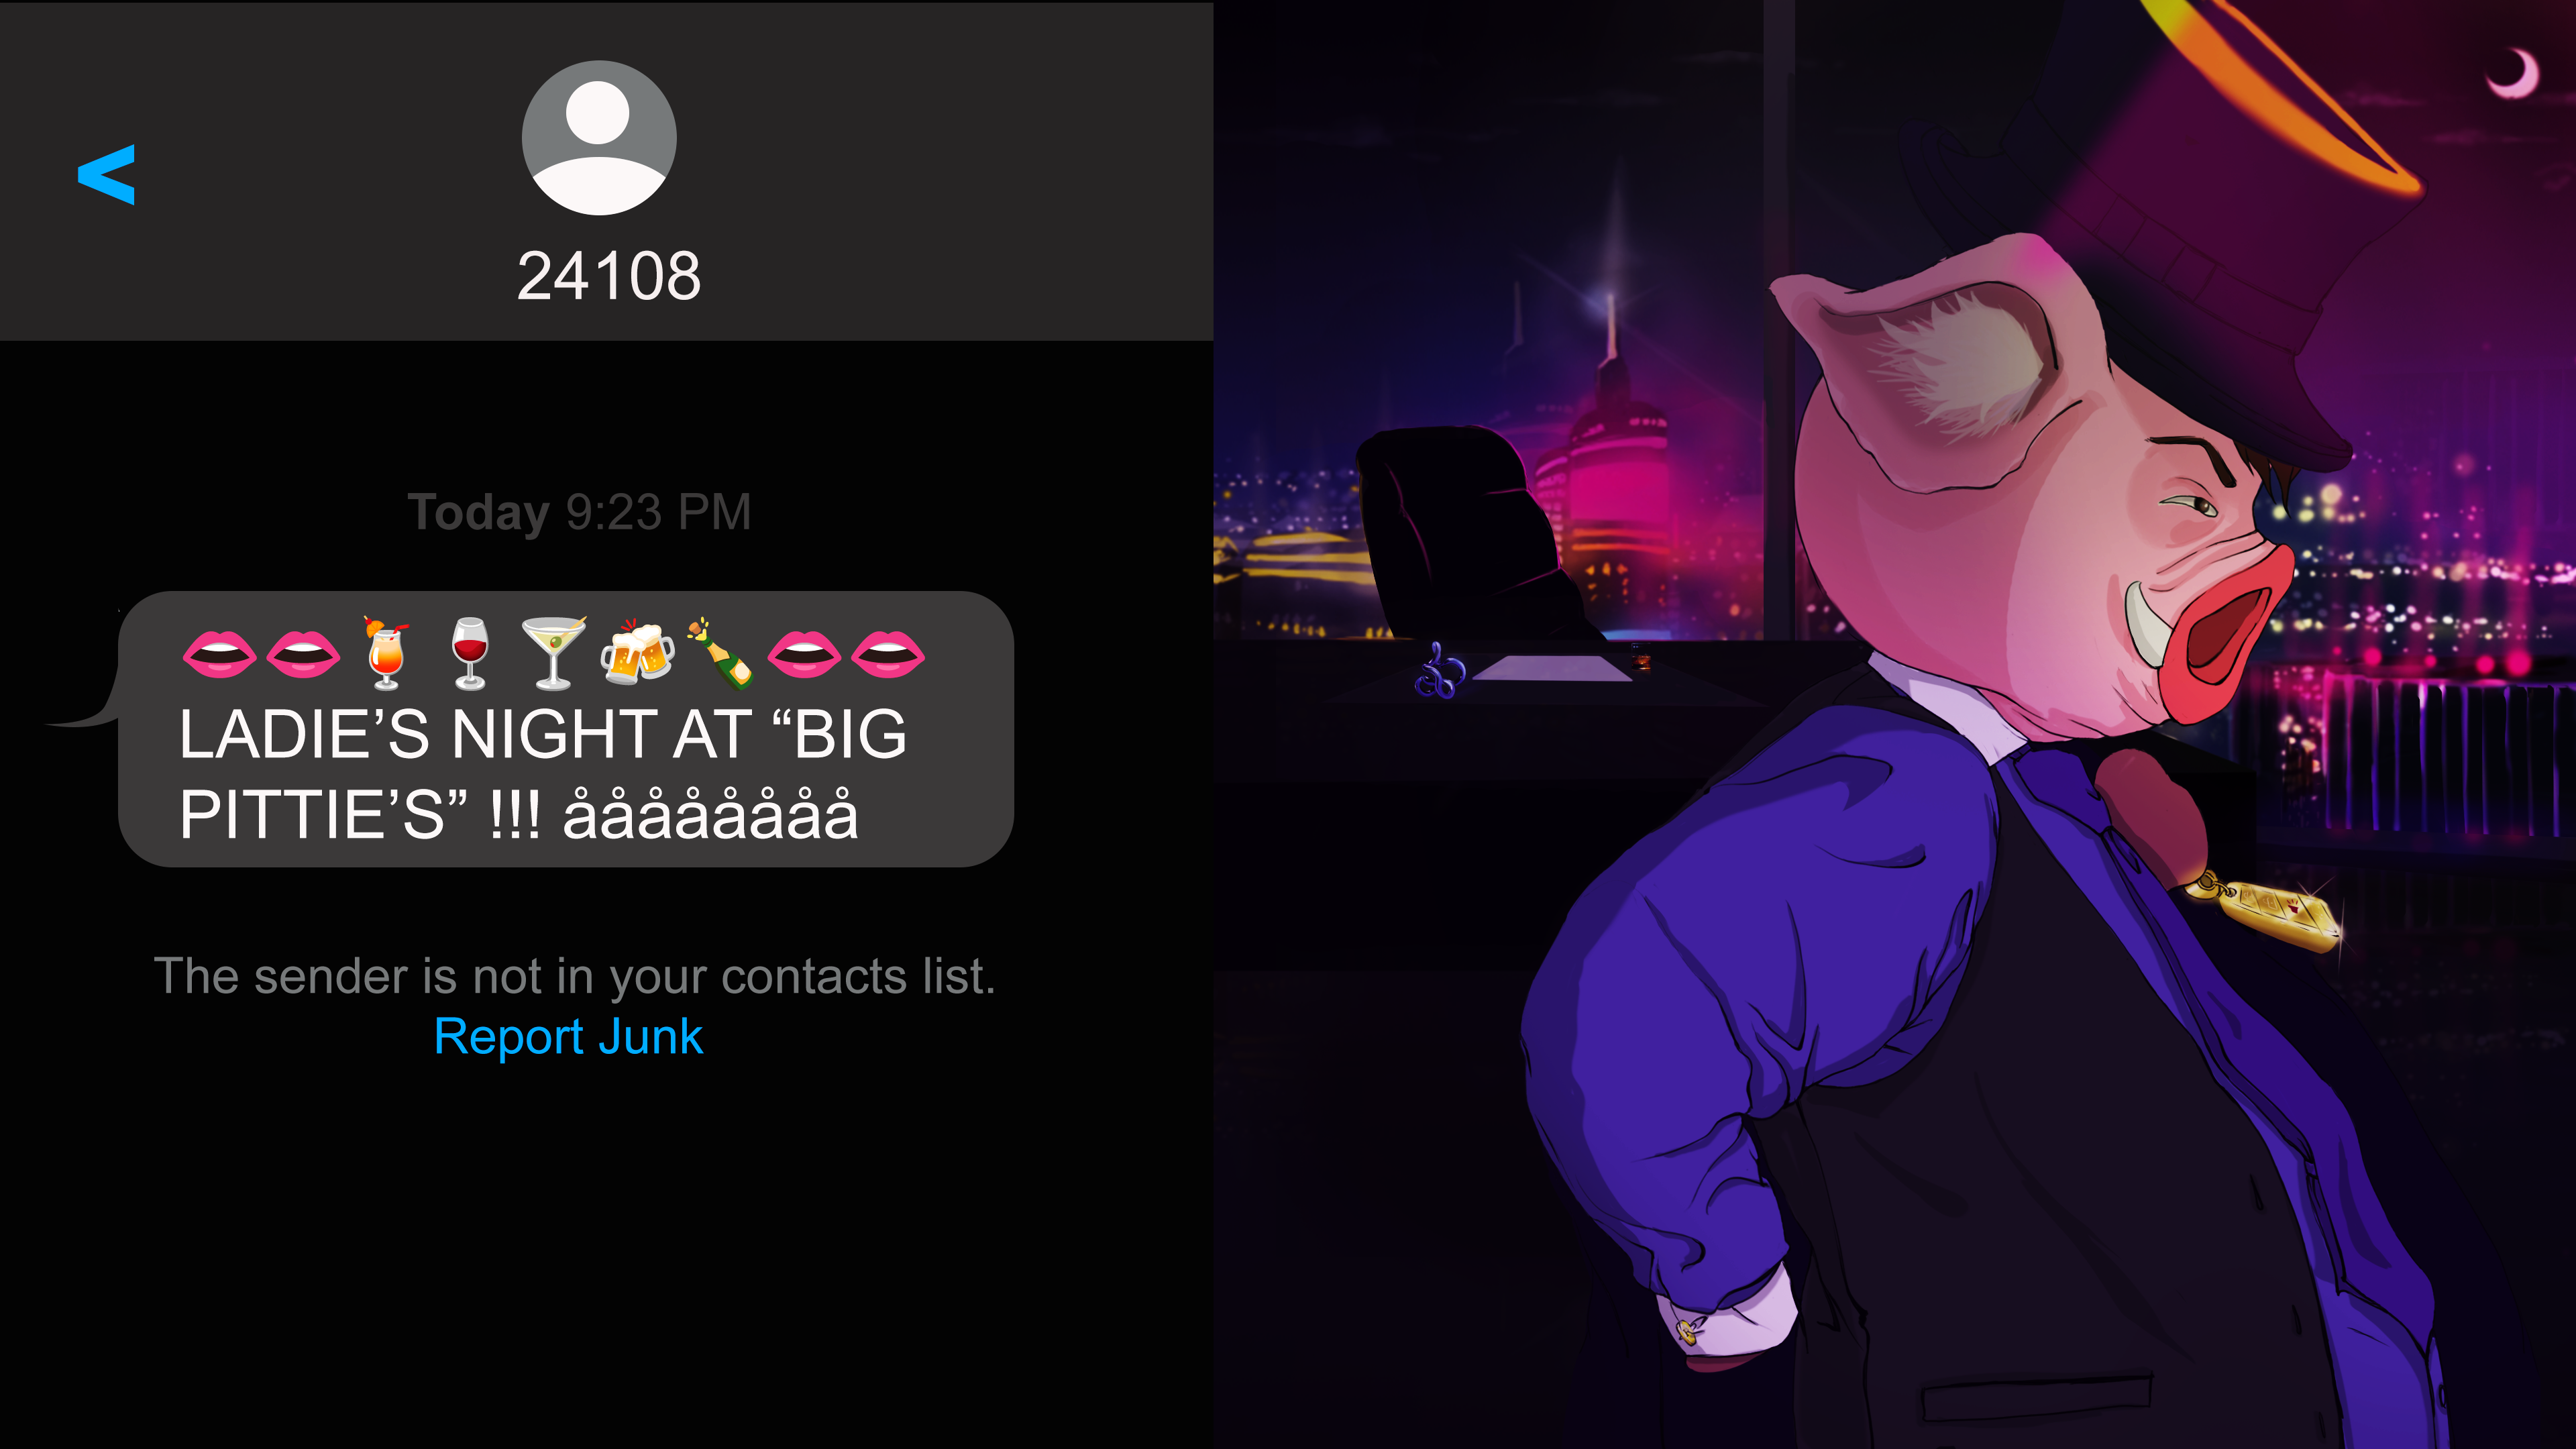 <
24108
Today 9:23 PM
👄👄🍹🍷🍸🍻🍾👄👄
LADIE’S NIGHT AT “BIG
PITTIE’S” !!! åååååååå
The sender is not in your contacts list.
Report Junk